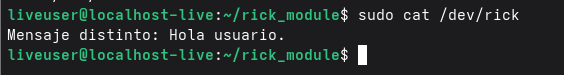 liveuser@localhost-live:~/rick_module$ sudo cat /dev/rick
Mensaje distinto: Hola usuario.
liveuser@localhost-live:~/rick_module$